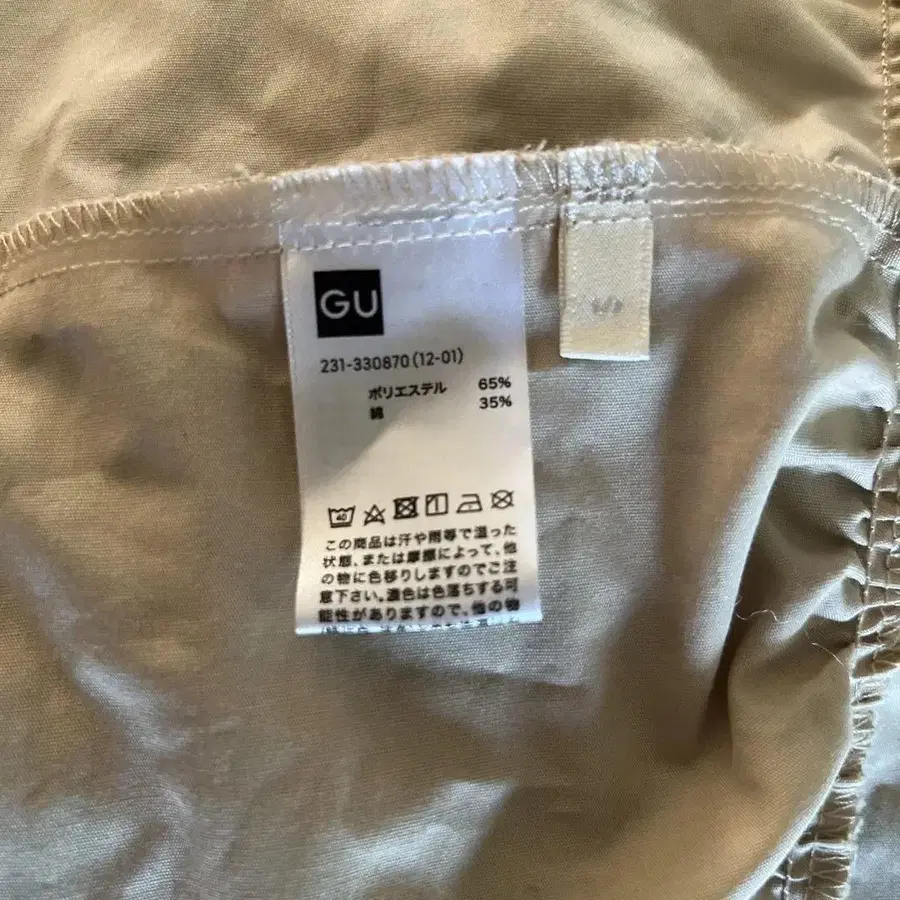 GU
231-330870(12-01)
ポリエステル 65%
綿 35%
40
この商品は汗や雨等で湿った
状態、または摩擦によって、他
の物に色移りしますのでご注
意下さい。濃色は色落ちする可
能性がありますので、他の物